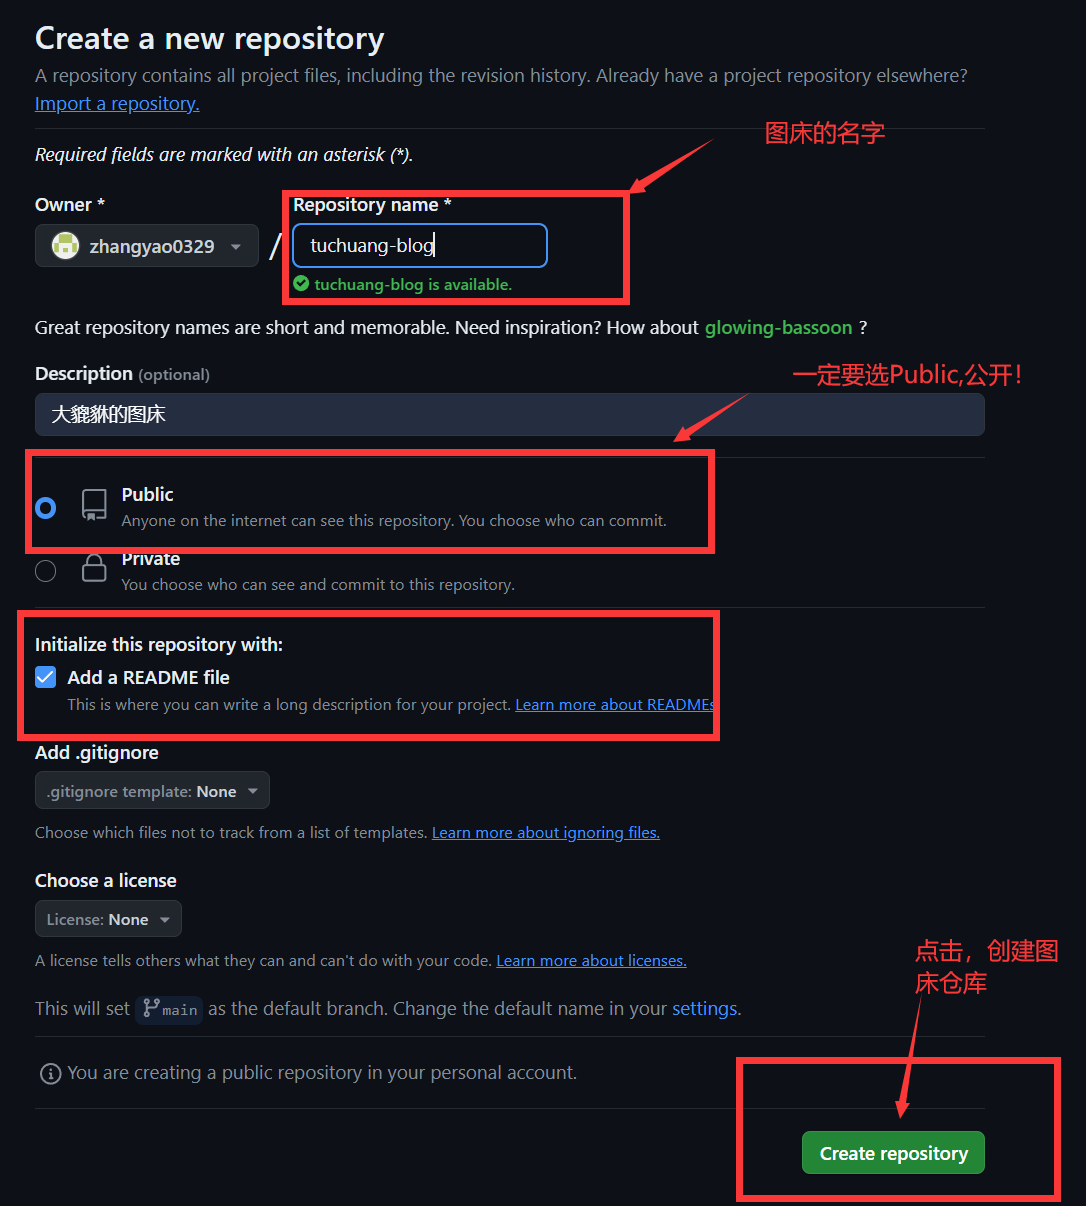 Create a new repository
A repository contains all project files, including the revision history. Already have a project repository elsewhere?
Import a repository.
图床的名字
Required fields are marked with an asterisk (*).
Owner *
Repository name *
zhangyao0329
/
tuchuang-blog
tuchuang-blog is available.
Great repository names are short and memorable. Need inspiration? How about glowing-bassoon ?
Description (optional)
一定要选Public,公开!
大貔貅的图床
Public
Anyone on the internet can see this repository. You choose who can commit.
Private
You choose who can see and commit to this repository.
Initialize this repository with:
Add a README file
This is where you can write a long description for your project. Learn more about READMEs
Add .gitignore
.gitignore template: None
Choose which files not to track from a list of templates. Learn more about ignoring files.
Choose a license
License: None
A license tells others what they can and can't do with your code. Learn more about licenses.
点击，创建图
床仓库
This will set main as the default branch. Change the default name in your settings.
You are creating a public repository in your personal account.
Create repository